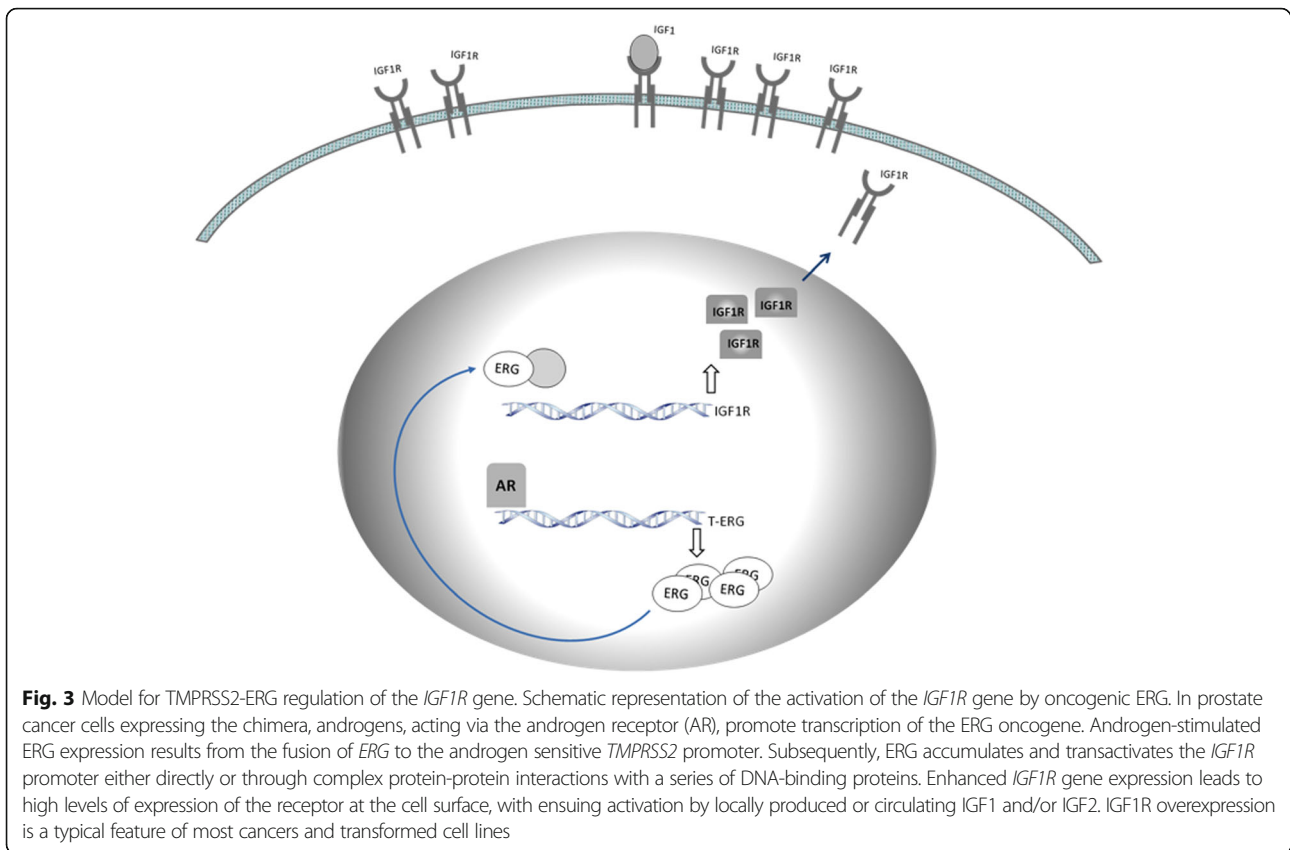 IGF1
IGF1R
IGF1R
IGF1R
IGF1R
IGF1R
IGF1R
IGF1R
IGF1R
IGF1R
ERG
IGF1R
AR
T-ERG
ERG
ERG
ERG
ERG
Fig. 3 Model for TMPRSS2-ERG regulation of the IGF1R gene. Schematic representation of the activation of the IGF1R gene by oncogenic ERG. In prostate
cancer cells expressing the chimera, androgens, acting via the androgen receptor (AR), promote transcription of the ERG oncogene. Androgen-stimulated
ERG expression results from the fusion of ERG to the androgen sensitive TMPRSS2 promoter. Subsequently, ERG accumulates and transactivates the IGF1R
promoter either directly or through complex protein-protein interactions with a series of DNA-binding proteins. Enhanced IGF1R gene expression leads to
high levels of expression of the receptor at the cell surface, with ensuing activation by locally produced or circulating IGF1 and/or IGF2. IGF1R overexpression
is a typical feature of most cancers and transformed cell lines